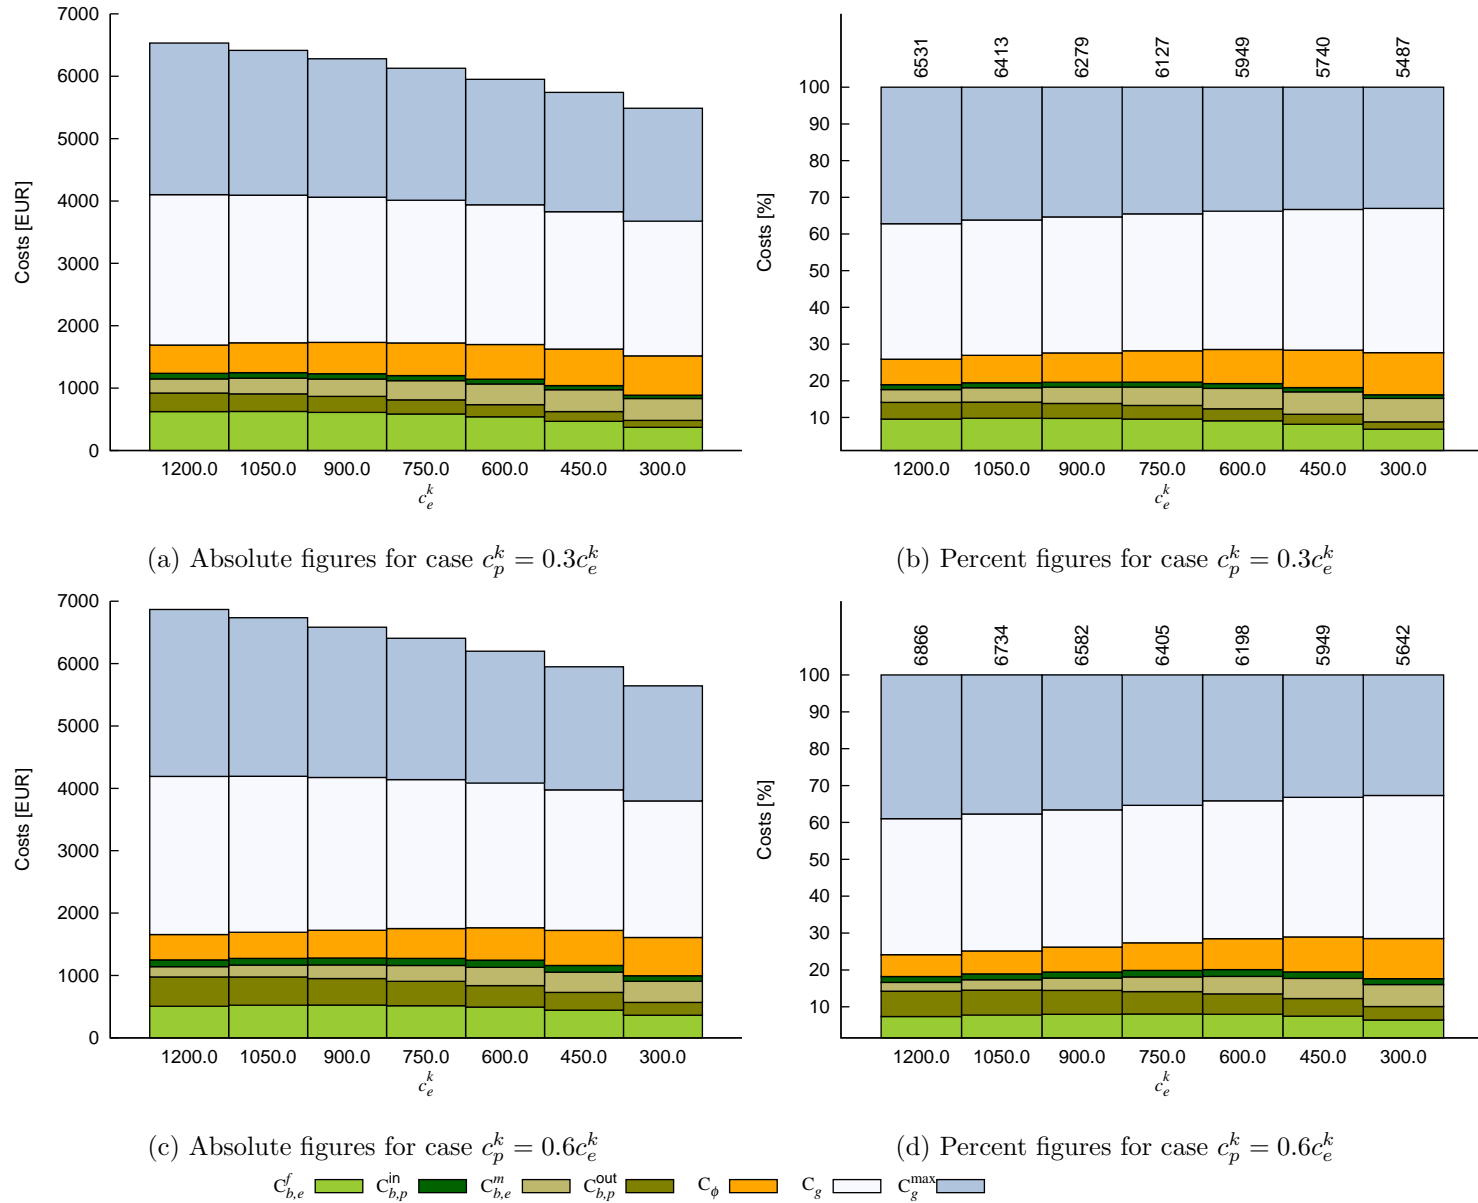 7000
6000
5000
4000
3000
2000
1000
0
Costs [EUR]
1200.0 1050.0 900.0 750.0 600.0 450.0 300.0
c_e^k
(a) Absolute figures for case c_p^k = 0.3c_e^k
6531 6413 6279 6127 5949 5740 5487
100
90
80
70
60
50
40
30
20
10
Costs [%]
1200.0 1050.0 900.0 750.0 600.0 450.0 300.0
c_e^k
(b) Percent figures for case c_p^k = 0.3c_e^k
7000
6000
5000
4000
3000
2000
1000
0
Costs [EUR]
1200.0 1050.0 900.0 750.0 600.0 450.0 300.0
c_e^k
(c) Absolute figures for case c_p^k = 0.6c_e^k
6866 6734 6582 6405 6198 5949 5642
100
90
80
70
60
50
40
30
20
10
Costs [%]
1200.0 1050.0 900.0 750.0 600.0 450.0 300.0
c_e^k
(d) Percent figures for case c_p^k = 0.6c_e^k
C_{b,e}^f C_{b,p}^{in} C_{b,e}^m C_{b,p}^{out} C_ϕ C_g C_g^{max}